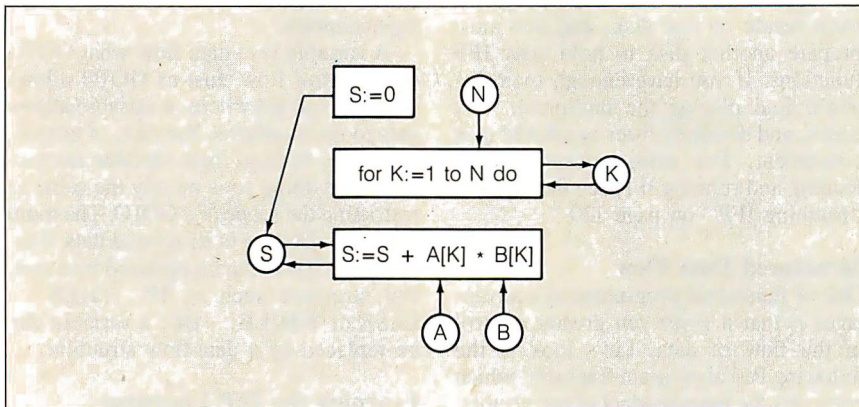 S:=0
N
for K:=1 to N do
K
S
S:=S + A[K] * B[K]
A
B